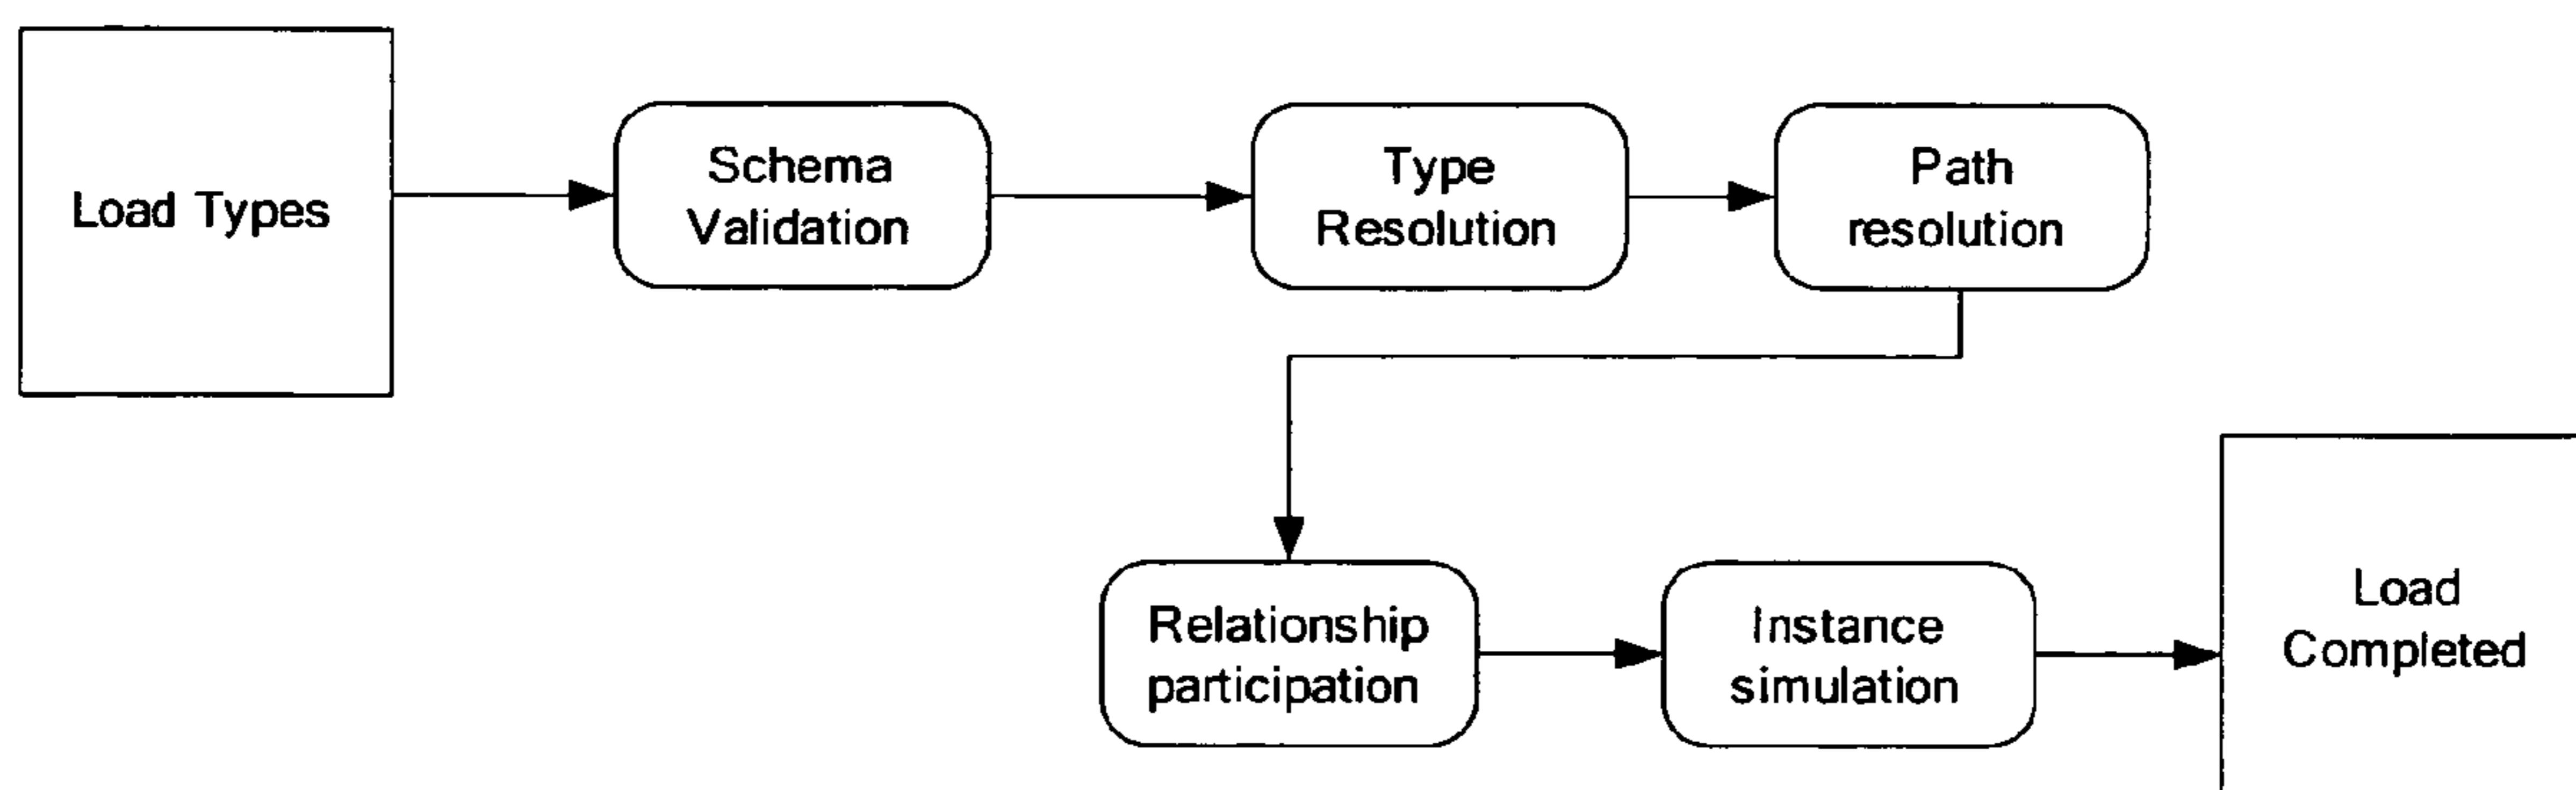 Load Types
Schema
Validation
Type
Resolution
Path
resolution
Relationship
participation
Instance
simulation
Load
Completed